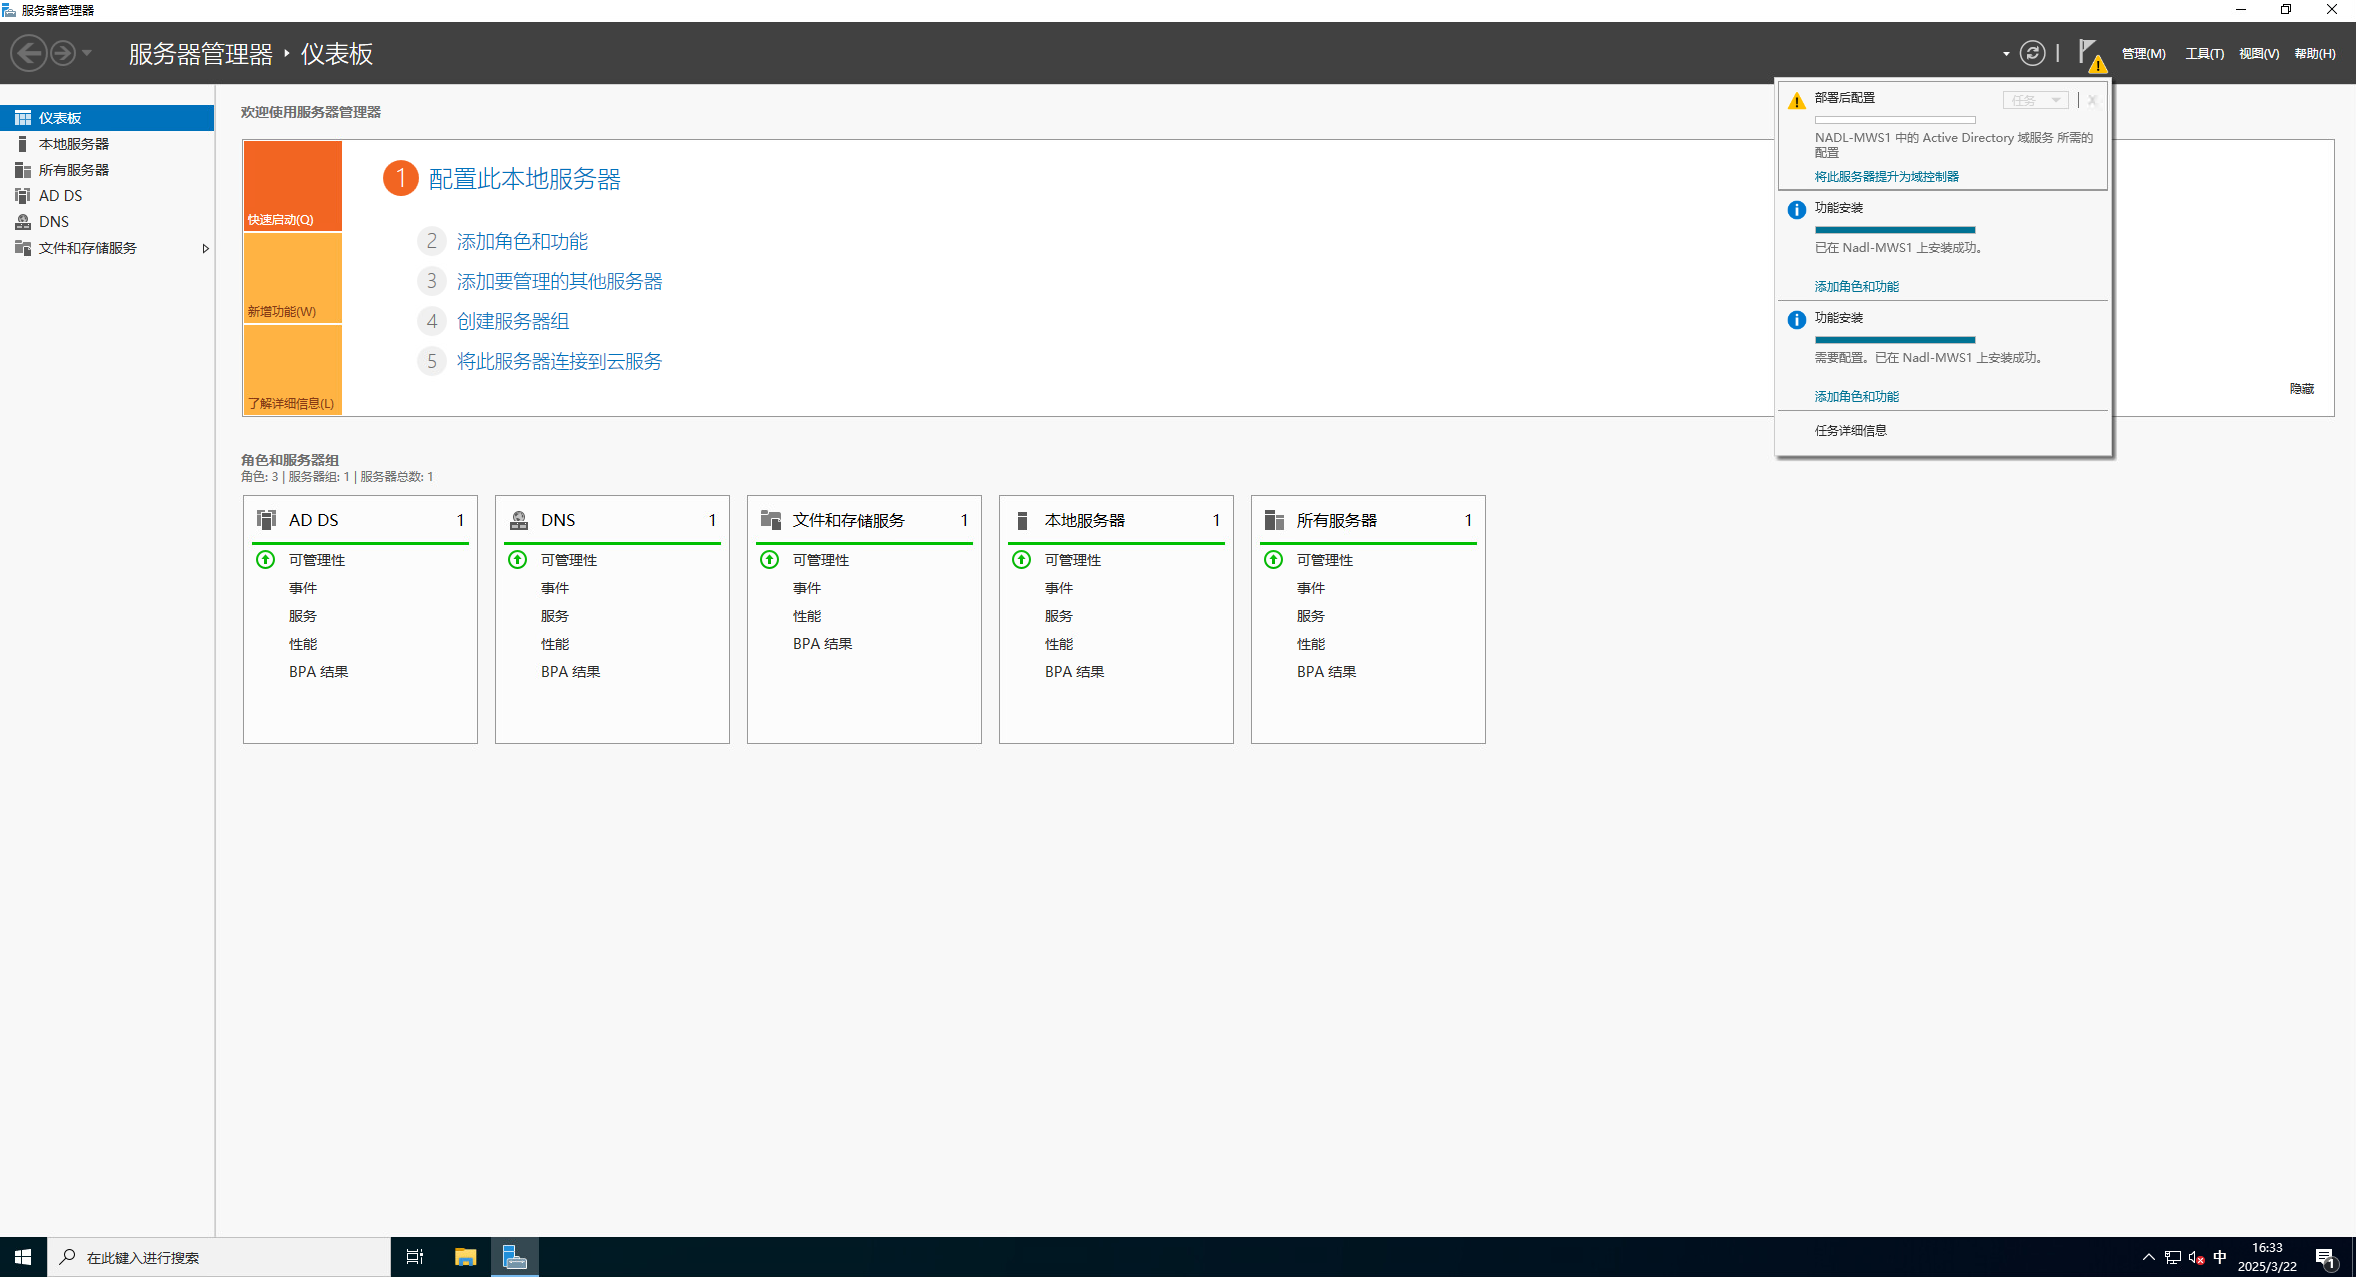 服务器管理器
服务器管理器 ‣ 仪表板
管理(M) 工具(T) 视图(V) 帮助(H)
仪表板
本地服务器
所有服务器
AD DS
DNS
文件和存储服务
欢迎使用服务器管理器
快速启动(Q)
新增功能(W)
了解详细信息(L)
1 配置此本地服务器
2 添加角色和功能
3 添加要管理的其他服务器
4 创建服务器组
5 将此服务器连接到云服务
隐藏
部署后配置
任务
NADL-MWS1 中的 Active Directory 域服务 所需的
配置
将此服务器提升为域控制器
功能安装
已在 Nadl-MWS1 上安装成功。
添加角色和功能
功能安装
需要配置。已在 Nadl-MWS1 上安装成功。
添加角色和功能
任务详细信息
角色和服务器组
角色: 3 | 服务器组: 1 | 服务器总数: 1
AD DS 1
可管理性
事件
服务
性能
BPA 结果
DNS 1
可管理性
事件
服务
性能
BPA 结果
文件和存储服务 1
可管理性
事件
性能
BPA 结果
本地服务器 1
可管理性
事件
服务
性能
BPA 结果
所有服务器 1
可管理性
事件
服务
性能
BPA 结果
在此键入进行搜索
中
16:33
2025/3/22
1